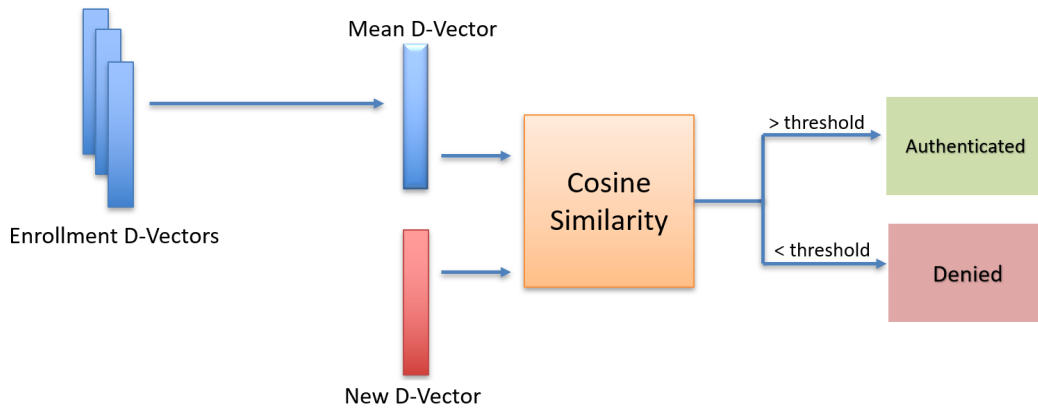 Mean D-Vector
Enrollment D-Vectors
New D-Vector
Cosine
Similarity
> threshold
Authenticated
< threshold
Denied